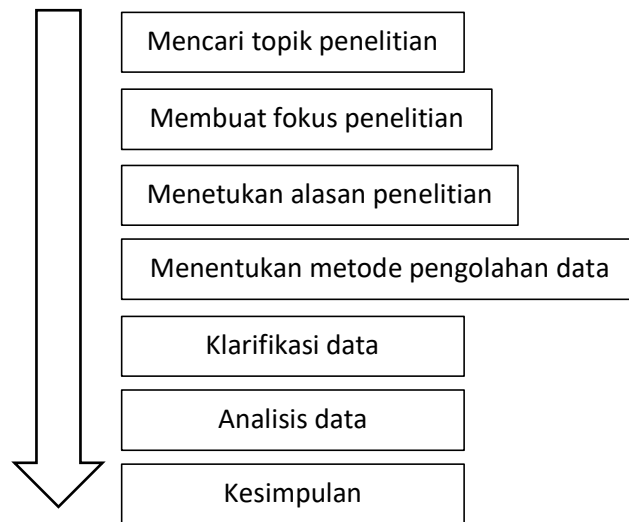 Mencari topik penelitian
Membuat fokus penelitian
Menetukan alasan penelitian
Menentukan metode pengolahan data
Klarifikasi data
Analisis data
Kesimpulan